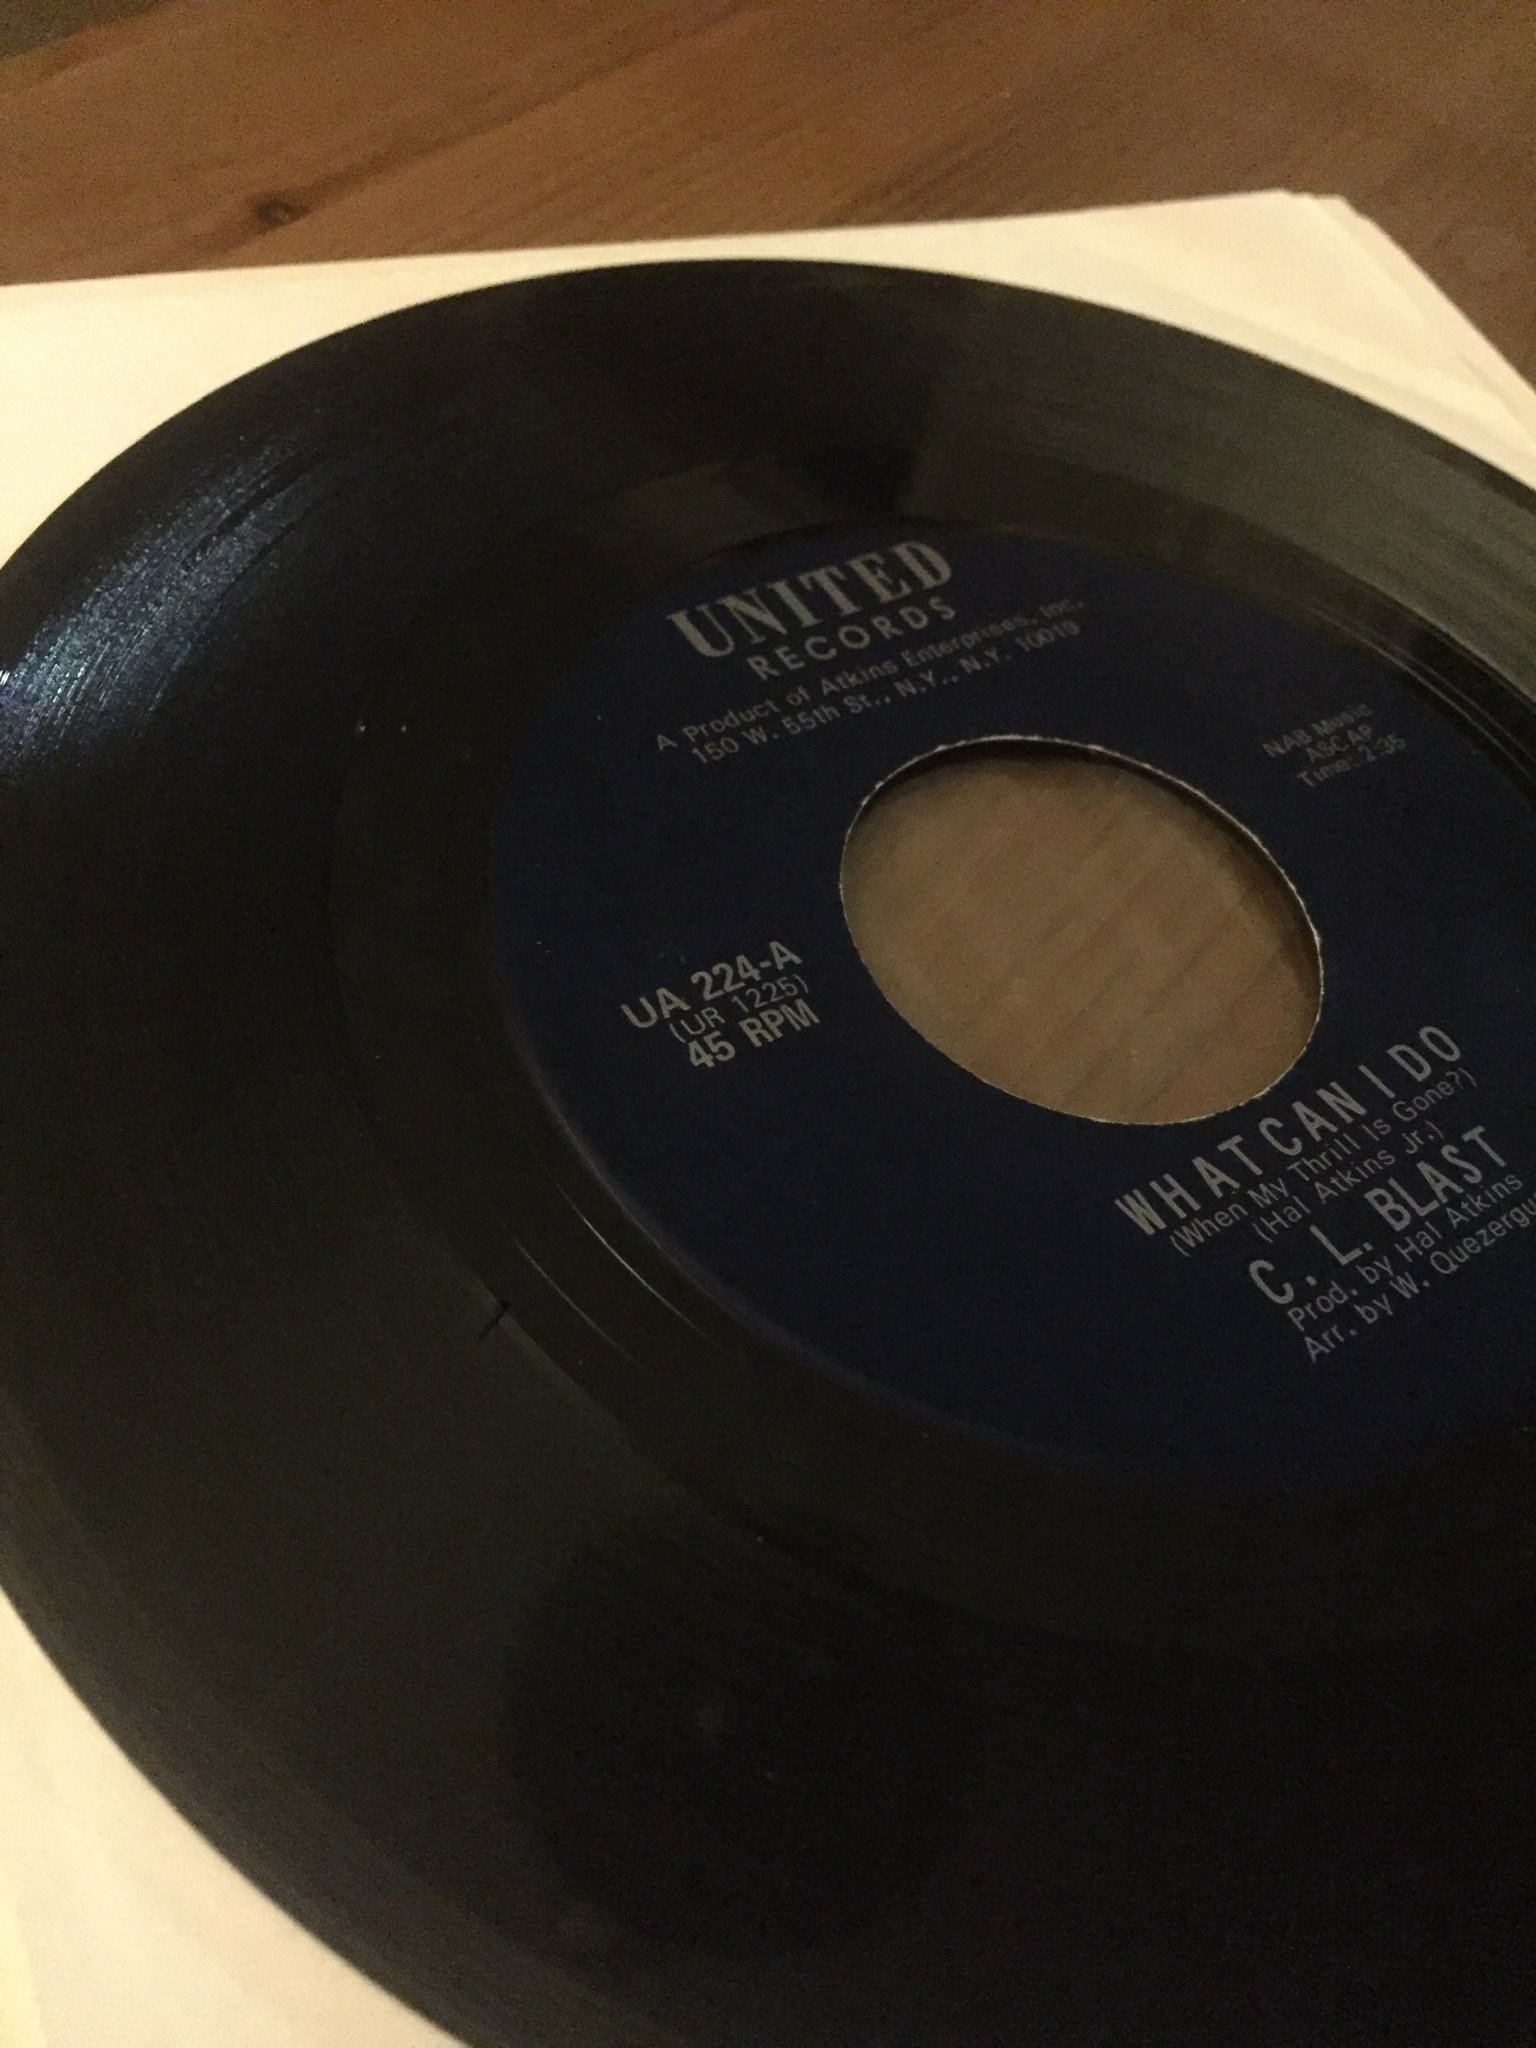 UNITED
RECORDS
A Product of Atkins Enterprises, Inc.
150 W. 55th St., N.Y., N.Y. 10019
NAB Music
ASCAP
Time: 2:35
UA 224-A
(UR 1225)
45 RPM
WHAT CAN I DO
(When My Thrill Is Gone?)
(Hal Atkins Jr.)
C. L. BLAST
Prod. by Hal Atkins
Arr. by W.